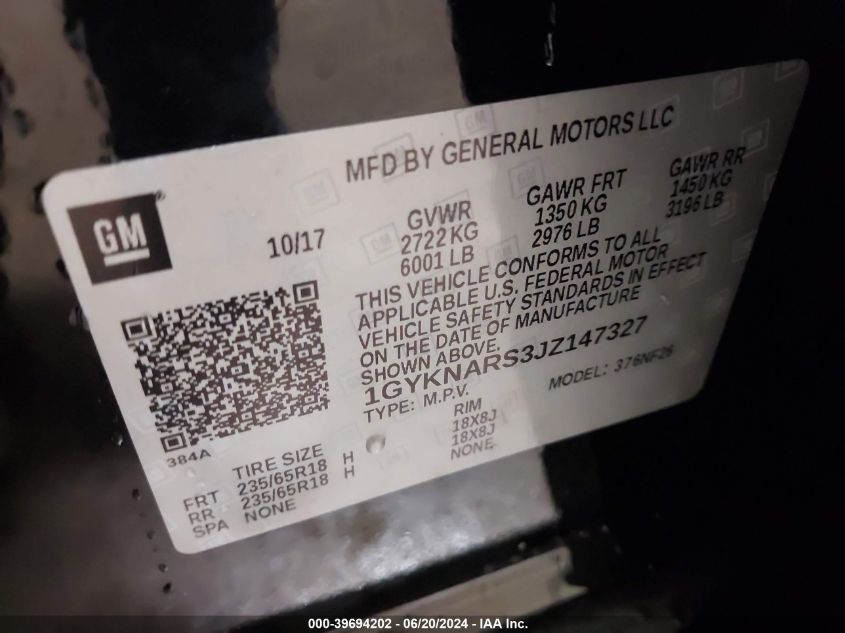 MFD BY GENERAL MOTORS LLC
GM
10/17
GVWR GAWR FRT GAWR RR
2722 KG 1350 KG 1450 KG
6001 LB 2976 LB 3196 LB
THIS VEHICLE CONFORMS TO ALL
APPLICABLE U.S. FEDERAL MOTOR
VEHICLE SAFETY STANDARDS IN EFFECT
ON THE DATE OF MANUFACTURE
SHOWN ABOVE.
1GYKNARS3JZ147327
TYPE: M.P.V. MODEL: 376NF26
384A
TIRE SIZE RIM
FRT 235/65R18 H 18X8J
RR 235/65R18 H 18X8J
SPA NONE NONE
000-39694202 - 06/20/2024 - IAA Inc.